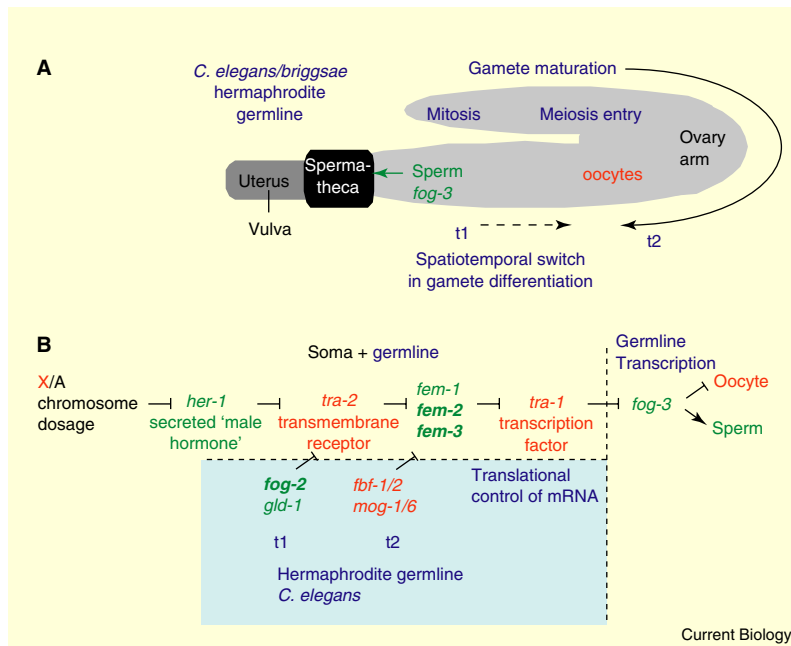 A
C. elegans/briggsae
hermaphrodite
germline
Gamete maturation
Mitosis
Meiosis entry
Ovary
arm
Uterus
Sperma-
theca
Sperm
fog-3
oocytes
Vulva
t1
t2
Spatiotemporal switch
in gamete differentiation
B
Soma + germline
Germline
Transcription
X/A
chromosome
dosage
her-1
secreted ‘male
hormone’
tra-2
transmembrane
receptor
fem-1
fem-2
fem-3
tra-1
transcription
factor
fog-3
Oocyte
Sperm
fog-2
gld-1
fbf-1/2
mog-1/6
Translational
control of mRNA
t1
t2
Hermaphrodite germline
C. elegans
Current Biology